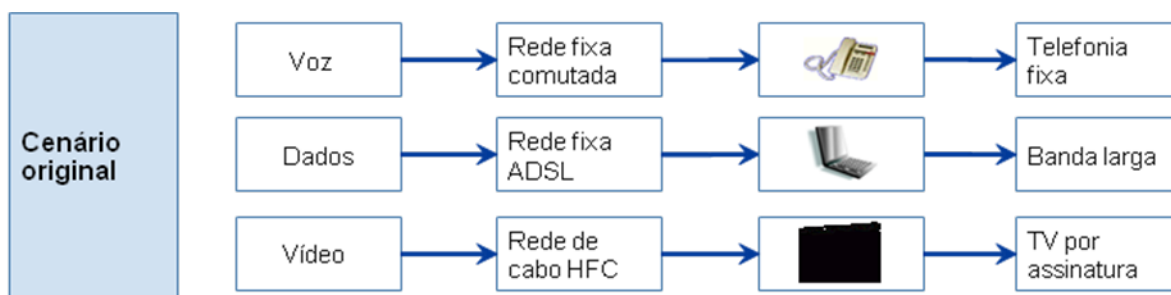 Cenário
original
Voz
Rede fixa
comutada
Telefonia
fixa
Dados
Rede fixa
ADSL
Banda larga
Vídeo
Rede de
cabo HFC
TV por
assinatura